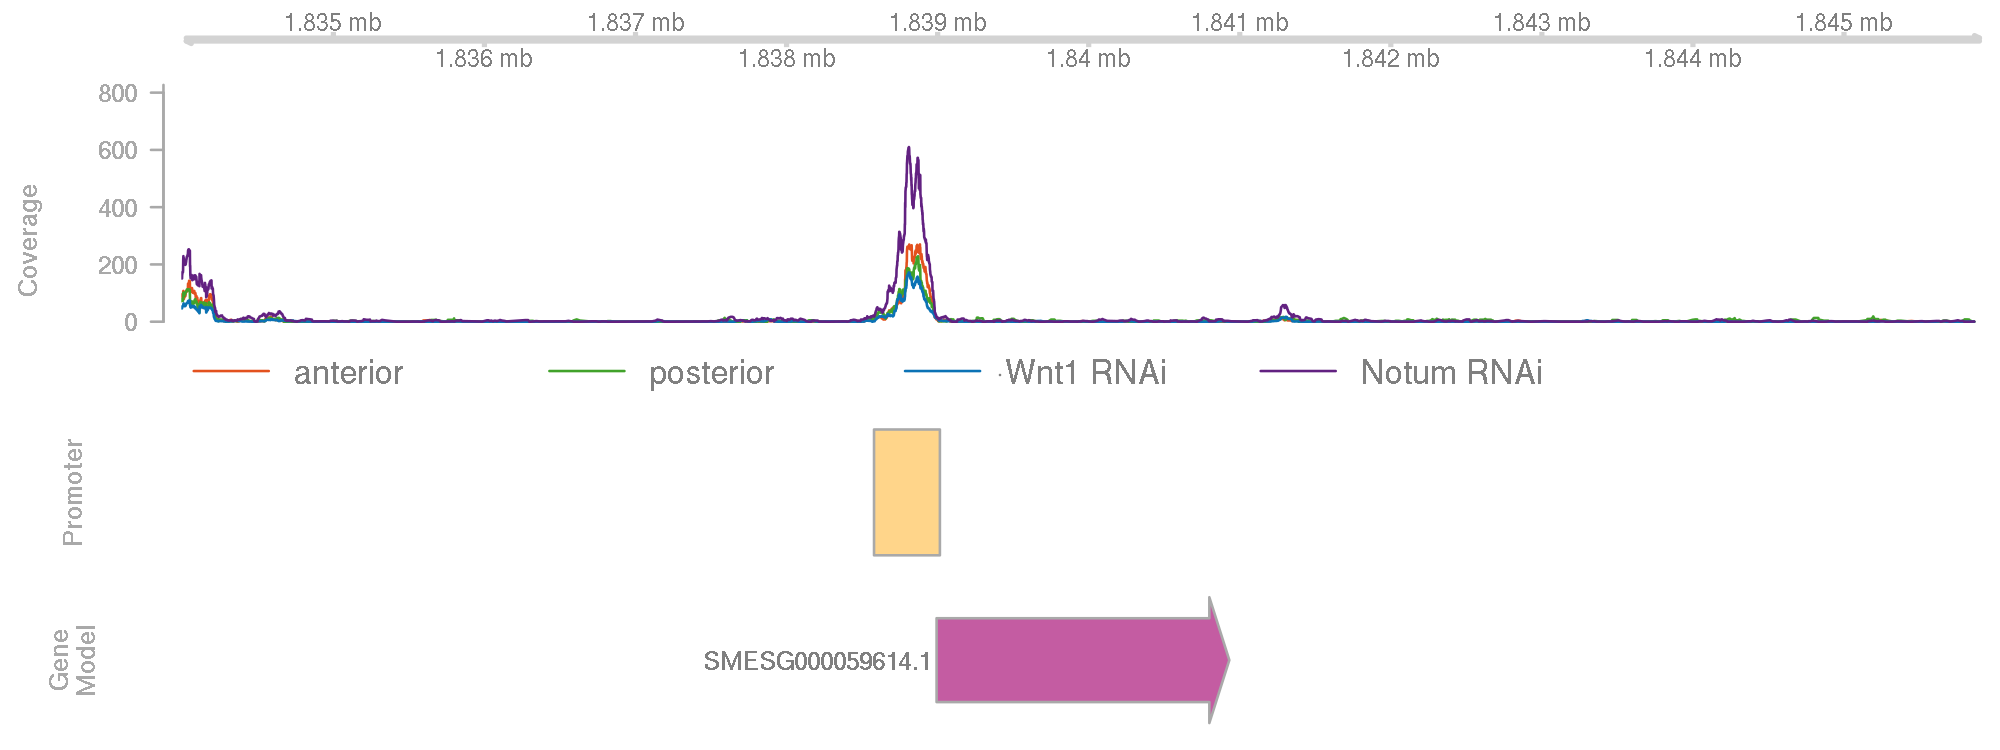 1.835 mb 1.837 mb 1.839 mb 1.841 mb 1.843 mb 1.845 mb
1.836 mb 1.838 mb 1.84 mb 1.842 mb 1.844 mb
Coverage
800
600
400
200
0
anterior posterior Wnt1 RNAi Notum RNAi
Promoter
Gene
Model
SMESG000059614.1